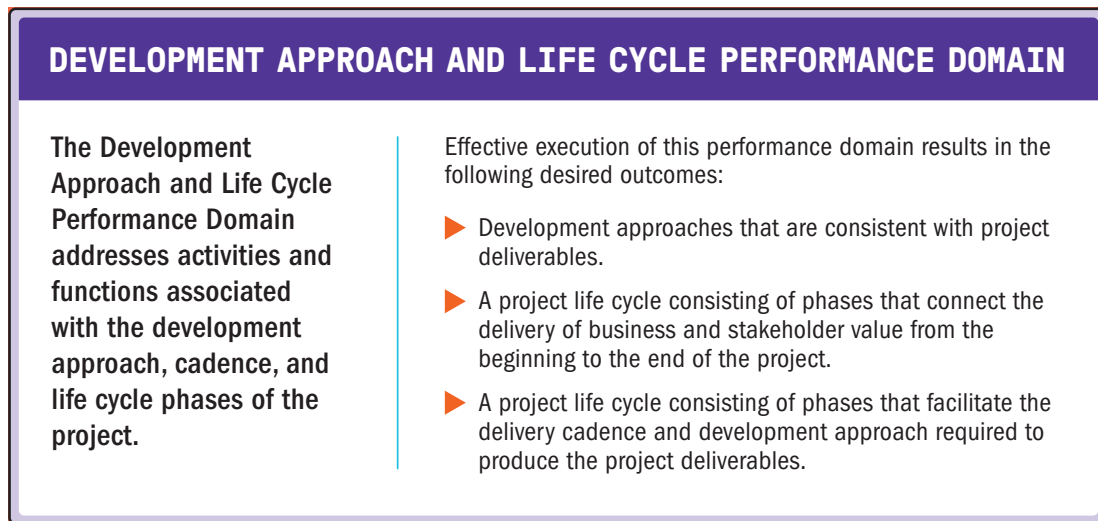 DEVELOPMENT APPROACH AND LIFE CYCLE PERFORMANCE DOMAIN
The Development
Approach and Life Cycle
Performance Domain
addresses activities and
functions associated
with the development
approach, cadence, and
life cycle phases of the
project.
Effective execution of this performance domain results in the
following desired outcomes:
Development approaches that are consistent with project
deliverables.
A project life cycle consisting of phases that connect the
delivery of business and stakeholder value from the
beginning to the end of the project.
A project life cycle consisting of phases that facilitate the
delivery cadence and development approach required to
produce the project deliverables.